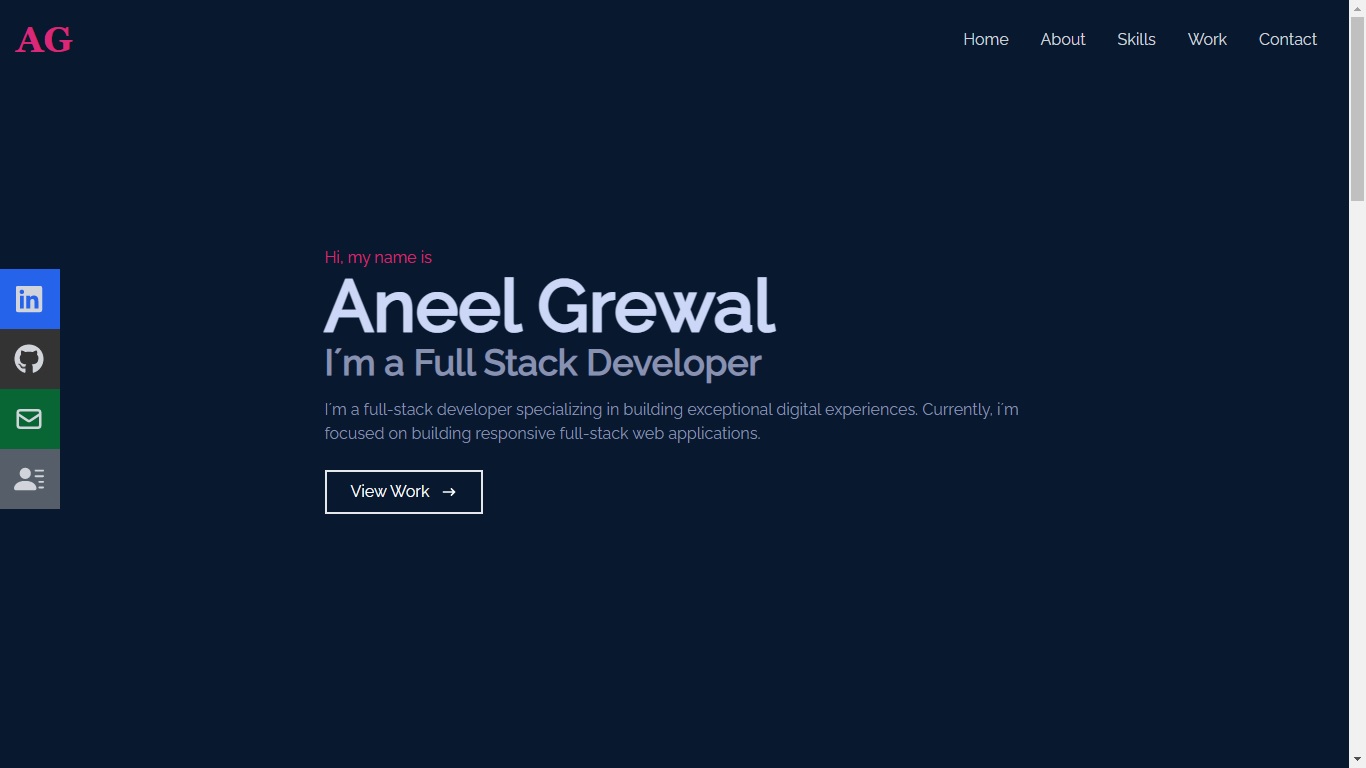 AG
Home About Skills Work Contact
Hi, my name is
Aneel Grewal
I´m a Full Stack Developer
I´m a full-stack developer specializing in building exceptional digital experiences. Currently, i´m
focused on building responsive full-stack web applications.
View Work →
in